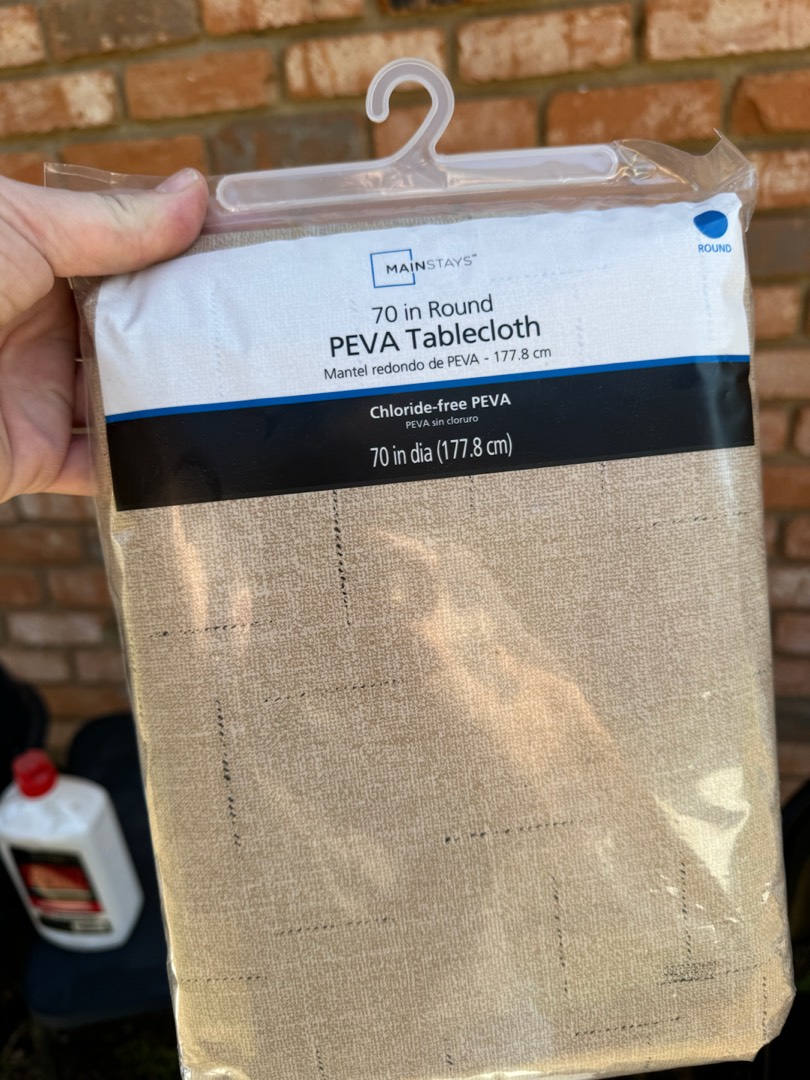 ROUND
MAINSTAYS™
70 in Round
PEVA Tablecloth
Mantel redondo de PEVA - 177.8 cm
Chloride-free PEVA
PEVA sin cloruro
70 in dia (177.8 cm)